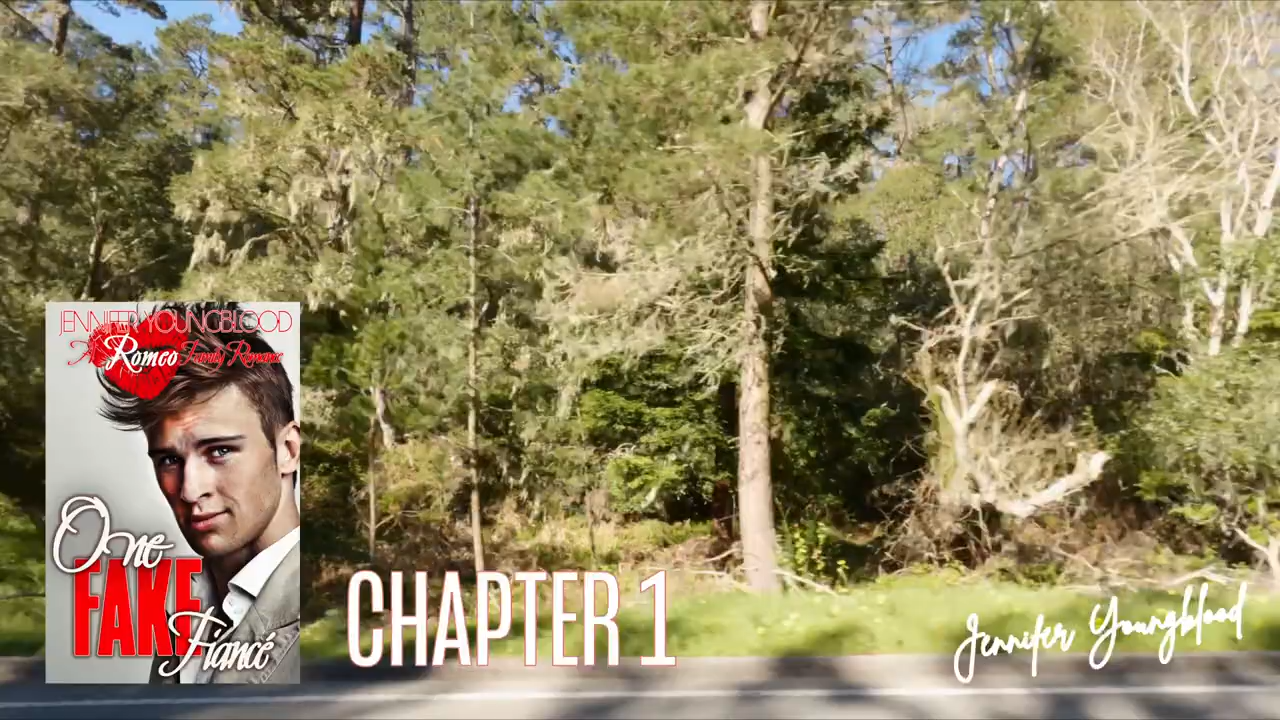 JENNIFER YOUNGBLOOD
A Romeo Family Romance
One
FAKE
Fiancé
CHAPTER 1
Jennifer Youngblood